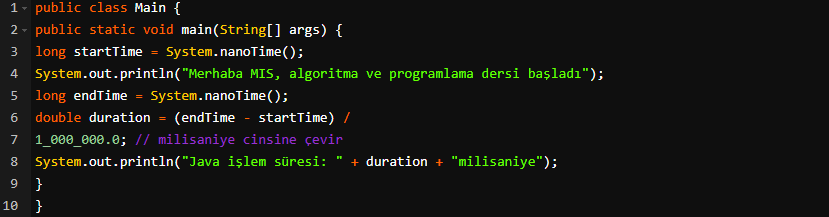 1 public class Main {
2 public static void main(String[] args) {
3 long startTime = System.nanoTime();
4 System.out.println("Merhaba MIS, algoritma ve programlama dersi başladı");
5 long endTime = System.nanoTime();
6 double duration = (endTime - startTime) /
7 1_000_000.0; // milisaniye cinsine çevir
8 System.out.println("Java işlem süresi: " + duration + "milisaniye");
9 }
10 }